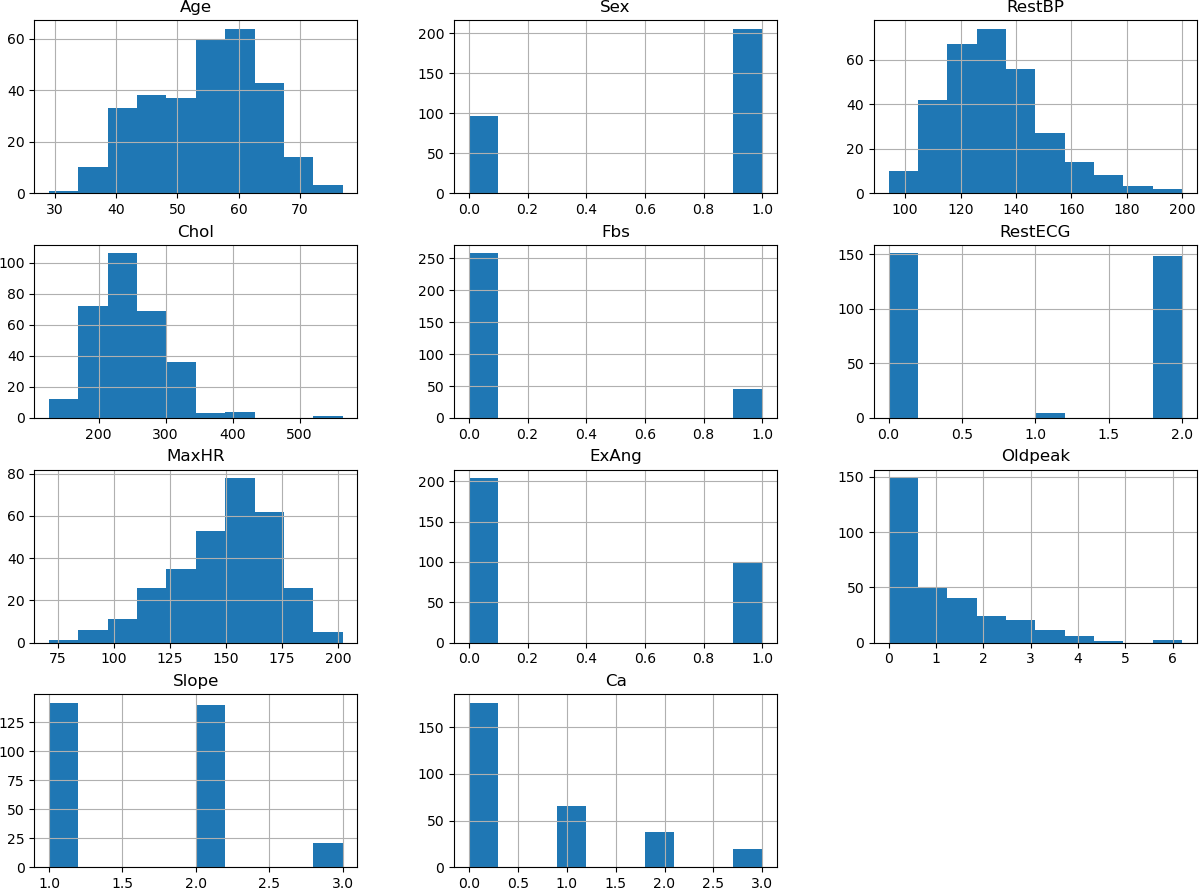 Age
60
40
20
0
30 40 50 60 70
Sex
200
150
100
50
0
0.0 0.2 0.4 0.6 0.8 1.0
RestBP
60
40
20
0
100 120 140 160 180 200
Chol
100
80
60
40
20
0
200 300 400 500
Fbs
250
200
150
100
50
0
0.0 0.2 0.4 0.6 0.8 1.0
RestECG
150
100
50
0
0.0 0.5 1.0 1.5 2.0
MaxHR
80
60
40
20
0
75 100 125 150 175 200
ExAng
200
150
100
50
0
0.0 0.2 0.4 0.6 0.8 1.0
Oldpeak
150
100
50
0
0 1 2 3 4 5 6
Slope
125
100
75
50
25
0
1.0 1.5 2.0 2.5 3.0
Ca
150
100
50
0
0.0 0.5 1.0 1.5 2.0 2.5 3.0